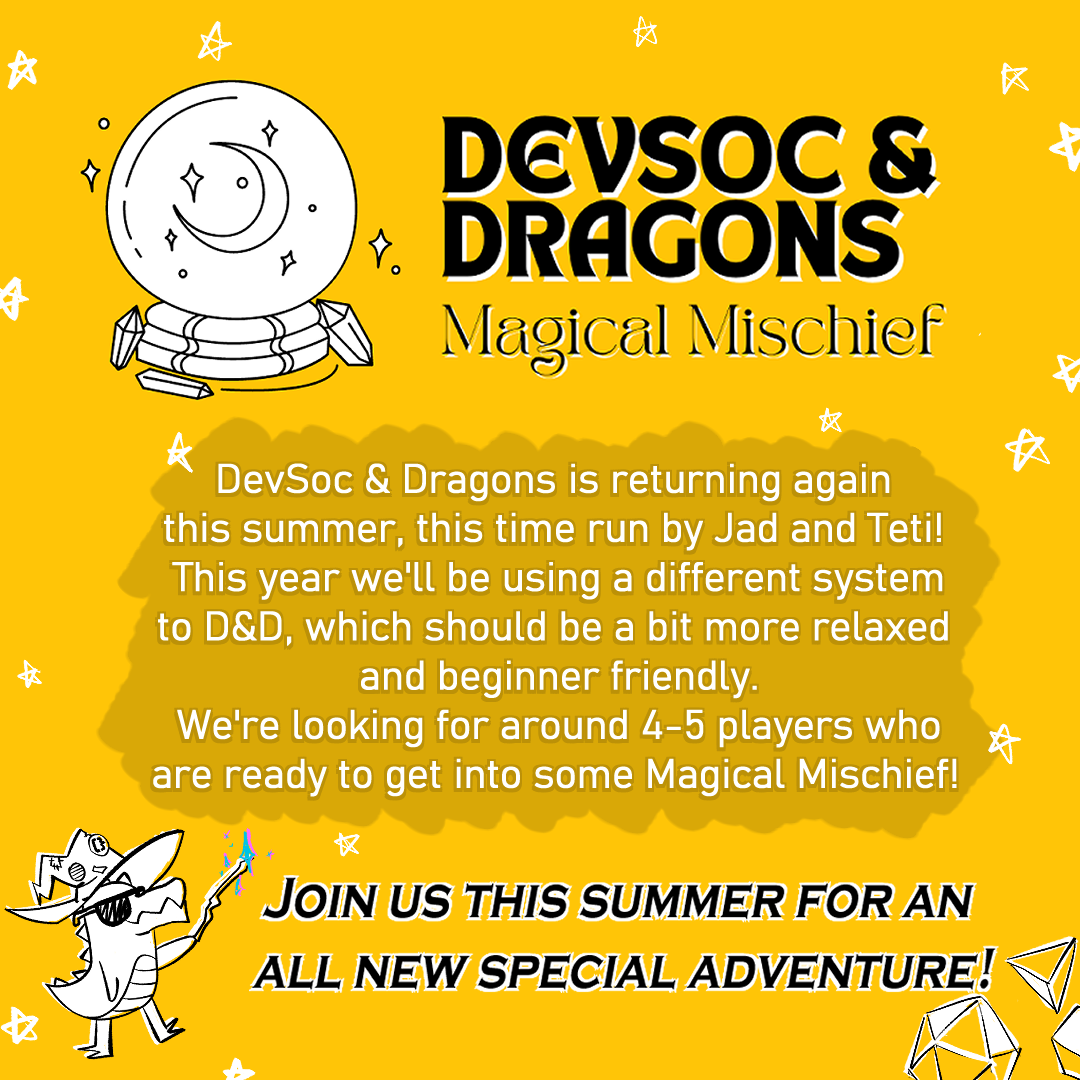 DEVSOC &
DRAGONS
Magical Mischief
DevSoc & Dragons is returning again
this summer, this time run by Jad and Teti!
This year we'll be using a different system
to D&D, which should be a bit more relaxed
and beginner friendly.
We're looking for around 4-5 players who
are ready to get into some Magical Mischief!
JOIN US THIS SUMMER FOR AN
ALL NEW SPECIAL ADVENTURE!